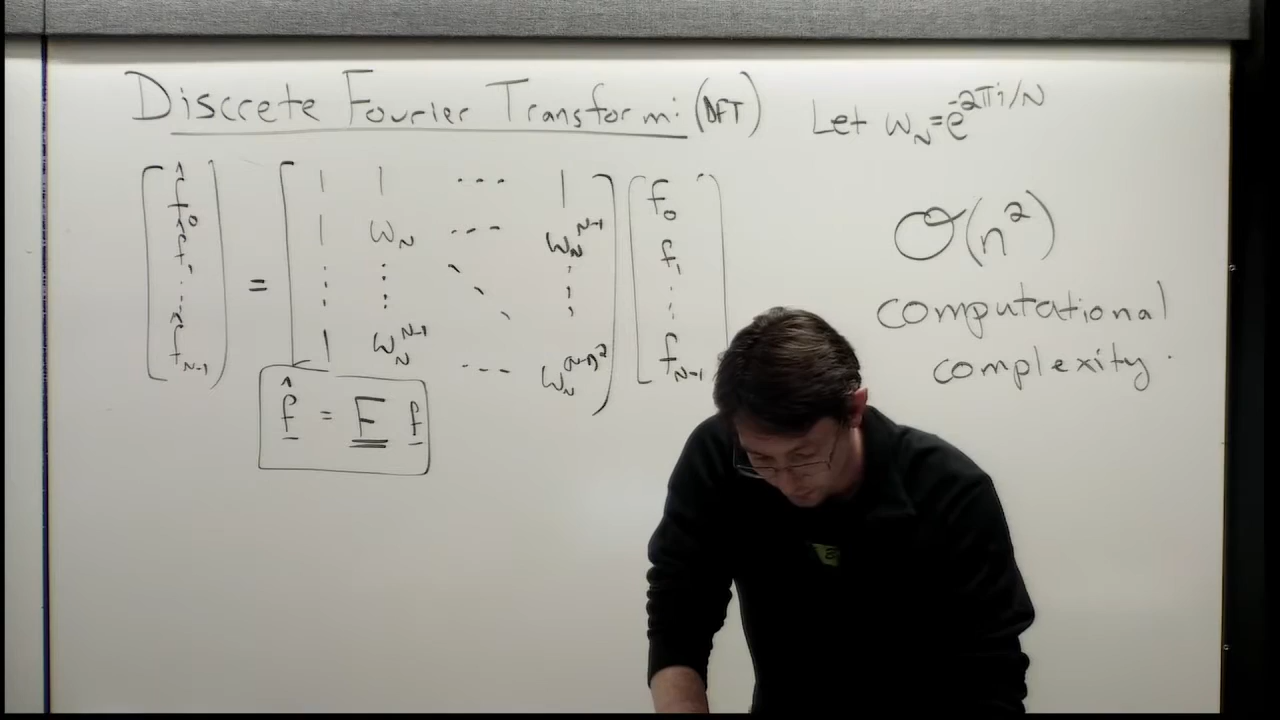 Discrete Fourier Transform: (DFT)
Let ω_N = e^{-2πi/N}
[f̂_0 f̂_1 ⋮ f̂_{N-1}] = [1 1 ⋯ 1; 1 ω_N ⋯ ω_N^{N-1}; ⋮ ⋮ ⋱ ⋮; 1 ω_N^{N-1} ⋯ ω_N^{(N-1)^2}] [f_0 f_1 ⋮ f_{N-1}]
O(n^2)
computational
complexity.
f̂ = F f